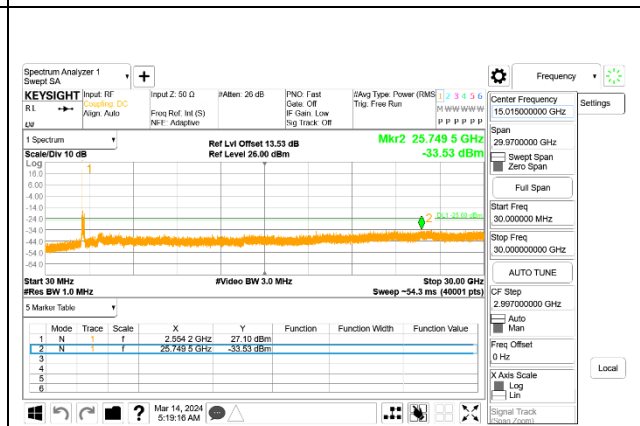 Spectrum Analyzer 1
Swept SA
+
Frequency
KEYSIGHT
Input: RF
Coupling: DC
Align: Auto
Input Z: 50 Ω
Freq Ref: Int (S)
NFE: Adaptive
#Atten: 26 dB
PNO: Fast
Gate: Off
IF Gain: Low
Sig Track: Off
#Avg Type: Power (RMS
Trig: Free Run
1 2 3 4 5 6
M W W W W W
P P P P P P
RL
Center Frequency
15.015000000 GHz
Settings
Span
29.9700000 GHz
Swept Span
Zero Span
Full Span
Start Freq
30.000000 MHz
Stop Freq
30.00000000 GHz
AUTO TUNE
CF Step
2.997000000 GHz
Auto
Man
Freq Offset
0 Hz
X Axis Scale
Log
Lin
Local
Signal Track
(Span Zoom)
1 Spectrum
Scale/Div 10 dB
Log
Ref Lvl Offset 13.53 dB
Ref Level 26.00 dBm
Mkr2 25.749 5 GHz
-33.53 dBm
16.0
6.00
-4.00
-14.0
-24.0
-34.0
-44.0
-54.0
-64.0
1
2
Start 30 MHz
#Res BW 1.0 MHz
#Video BW 3.0 MHz
Stop 30.00 GHz
Sweep ~54.3 ms (40001 pts)
5 Marker Table
Mode Trace Scale X Y Function Function Width Function Value
1 N 1 f 2.554 2 GHz 27.10 dBm
2 N 1 f 25.749 5 GHz -33.53 dBm
3
4
5
6
?
Mar 14, 2024
5:19:16 AM